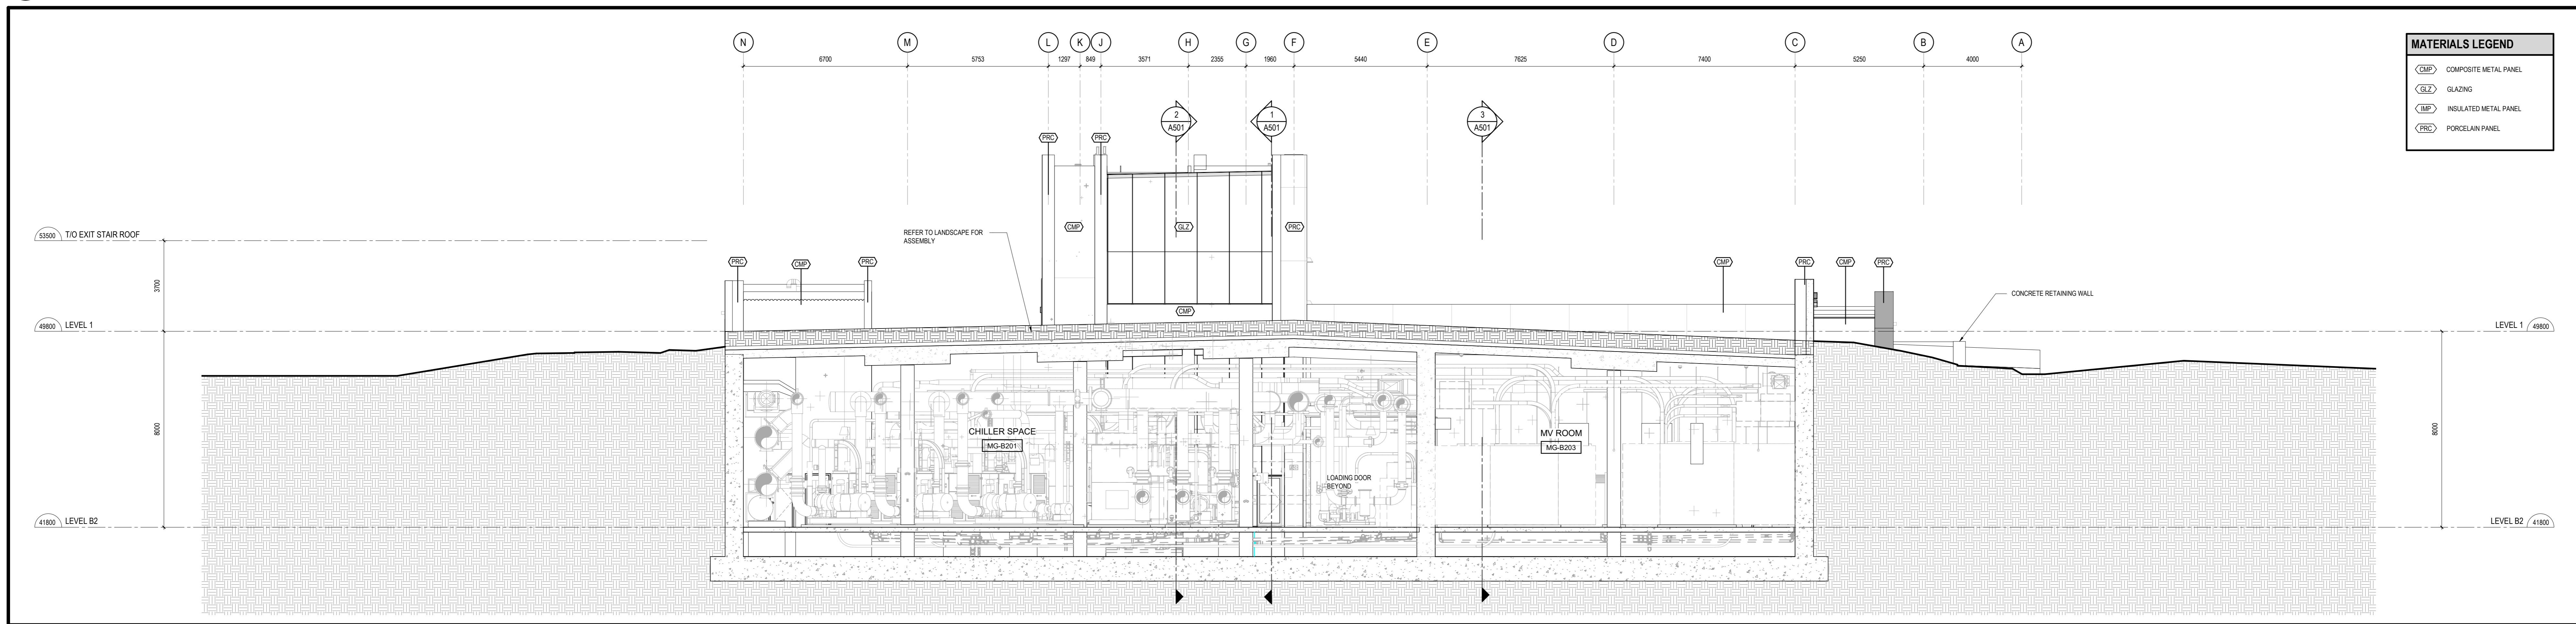 N M L K J H G F E D C B A
6700 5753 1297 849 3571 2355 1960 5440 7625 7400 5250 4000
MATERIALS LEGEND
CMP COMPOSITE METAL PANEL
GLZ GLAZING
IMP INSULATED METAL PANEL
PRC PORCELAIN PANEL
2 1 3
A501 A501 A501
PRC PRC
CMP GLZ PRC
REFER TO LANDSCAPE FOR
ASSEMBLY
53500 T/O EXIT STAIR ROOF
PRC CMP PRC
CMP PRC CMP PRC
3700
CONCRETE RETAINING WALL
CMP
49800 LEVEL 1
LEVEL 1 49800
8000
8000
CHILLER SPACE
MG-B201
MV ROOM
MG-B203
LOADING DOOR
BEYOND
41800 LEVEL B2
LEVEL B2 41800